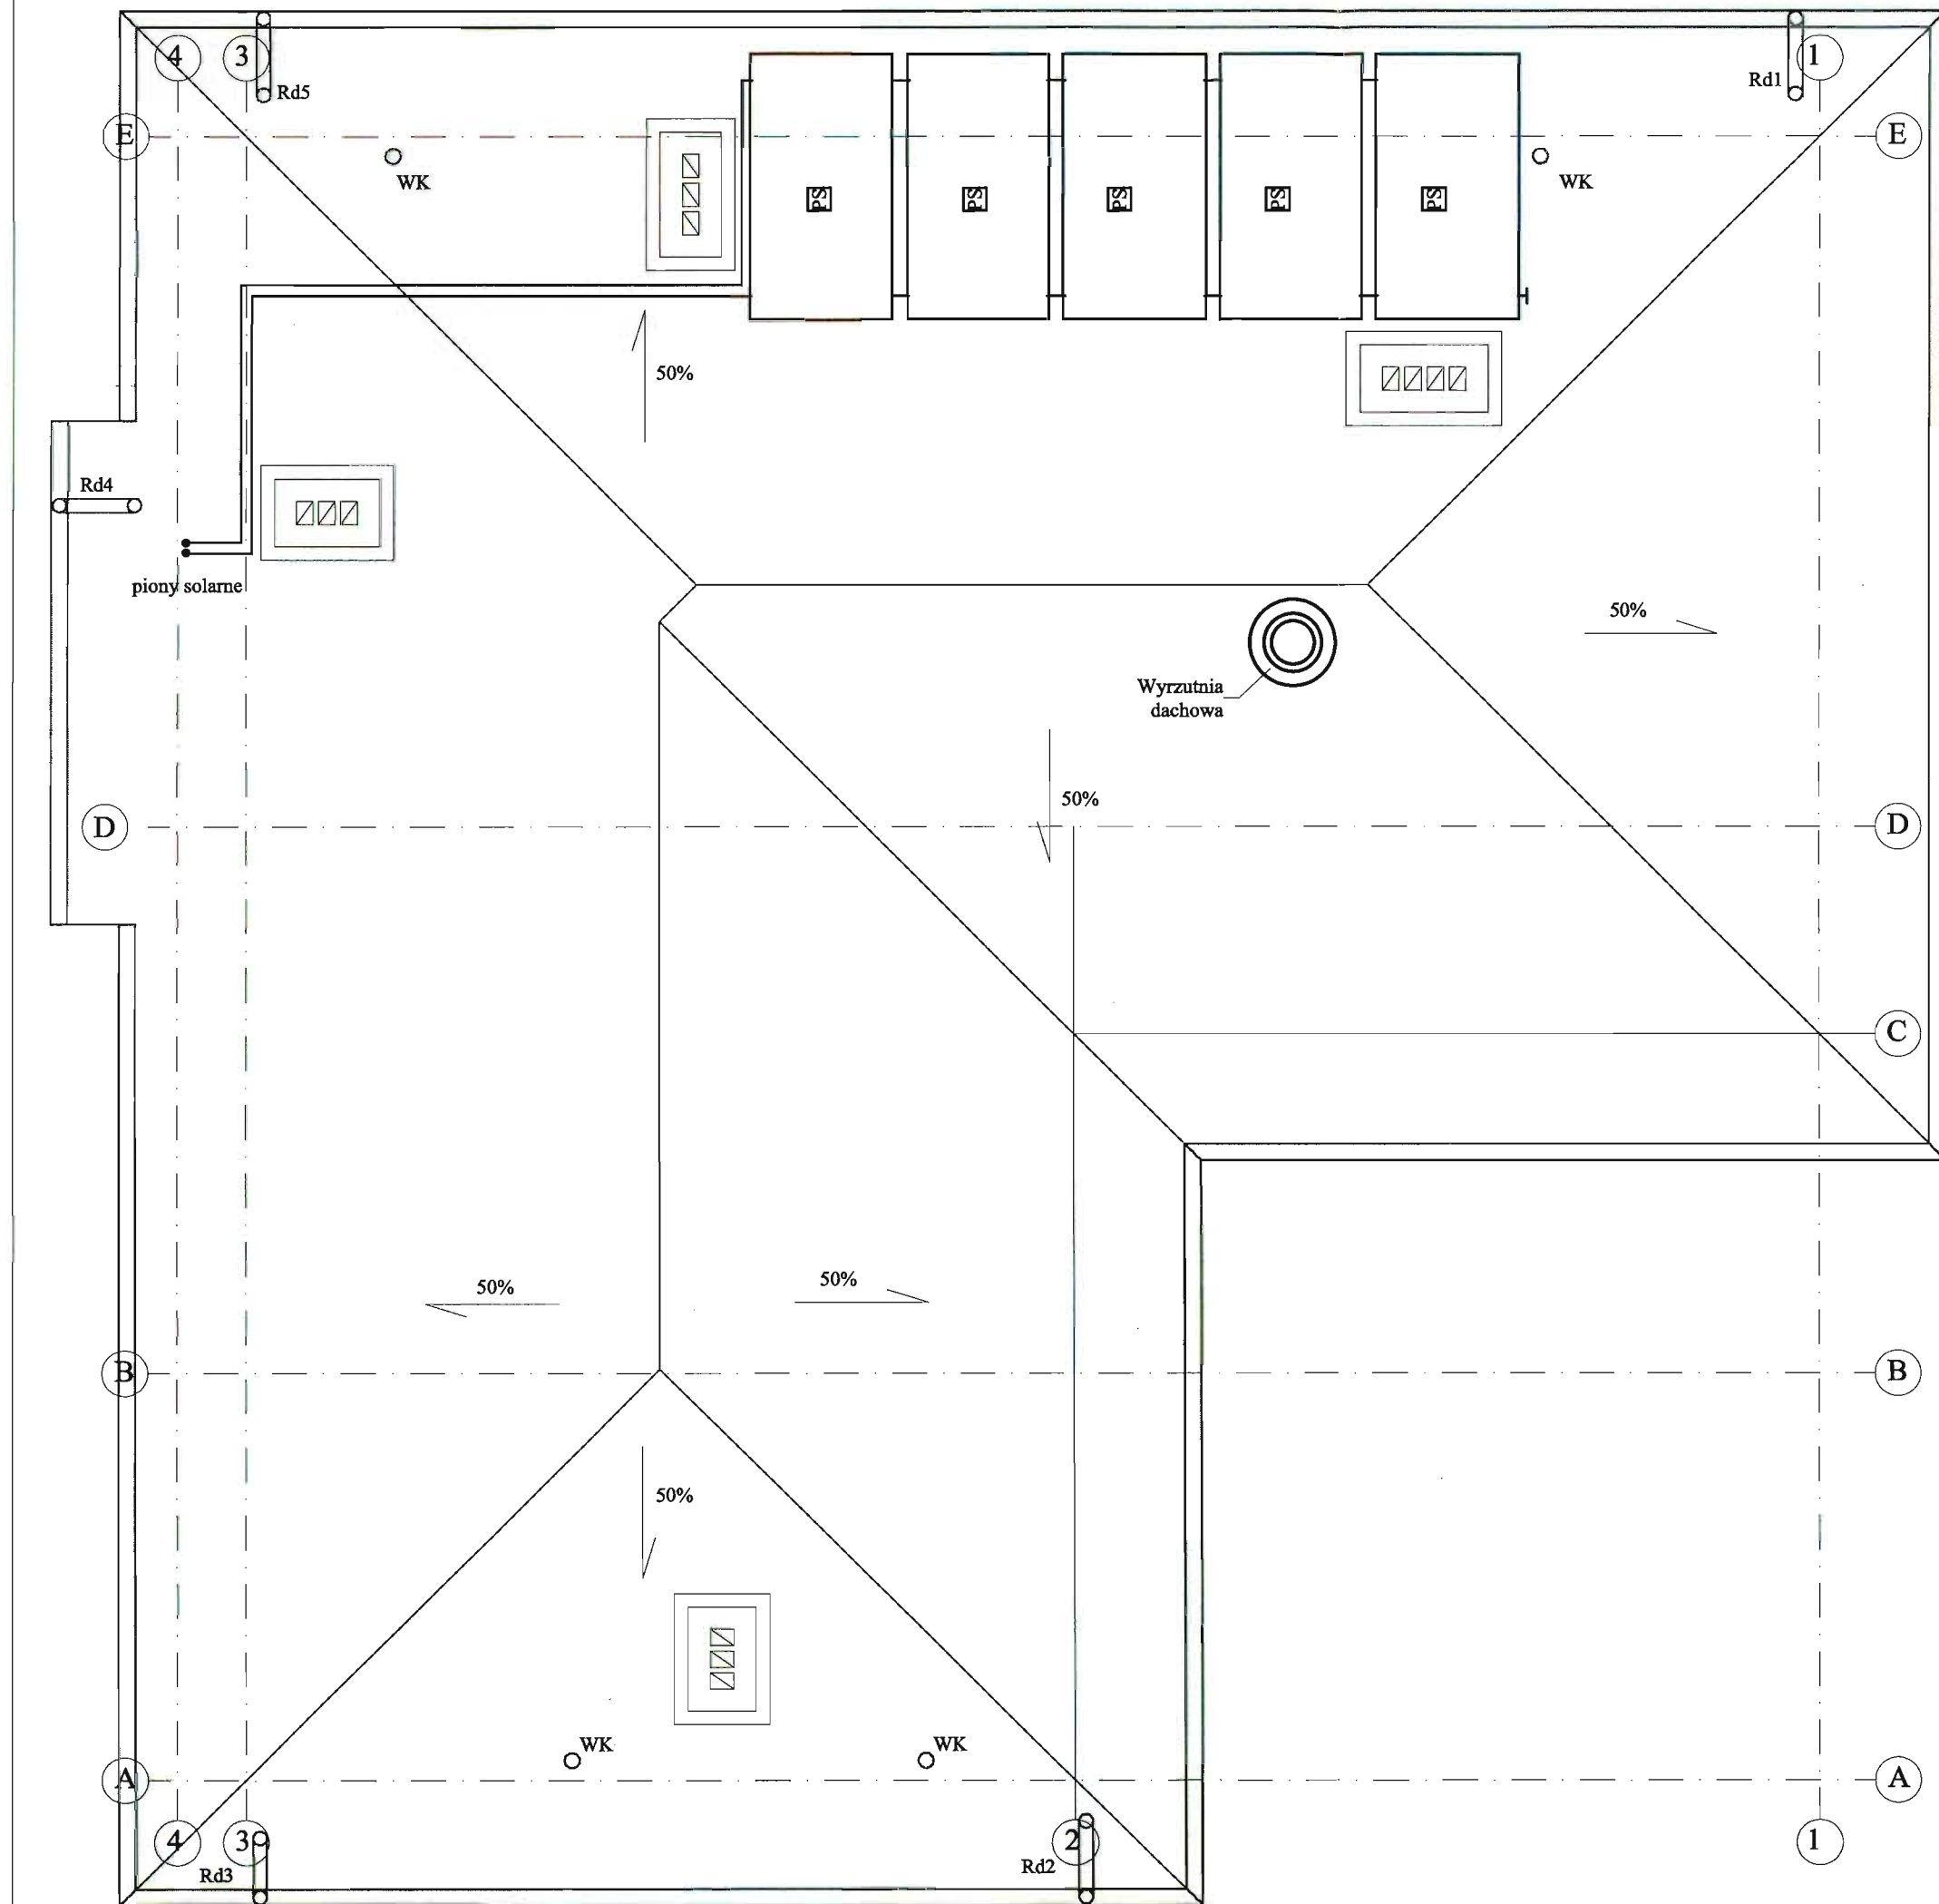 4 3 1
Rd5
Rd1
E E
WK WK
PS PS PS PS PS
50%
Rd4
piony solarne
50%
Wyrzutnia
dachowa
50%
D D
C
50% 50%
B B
50%
WK WK
A A
4 3 2 1
Rd3 Rd2